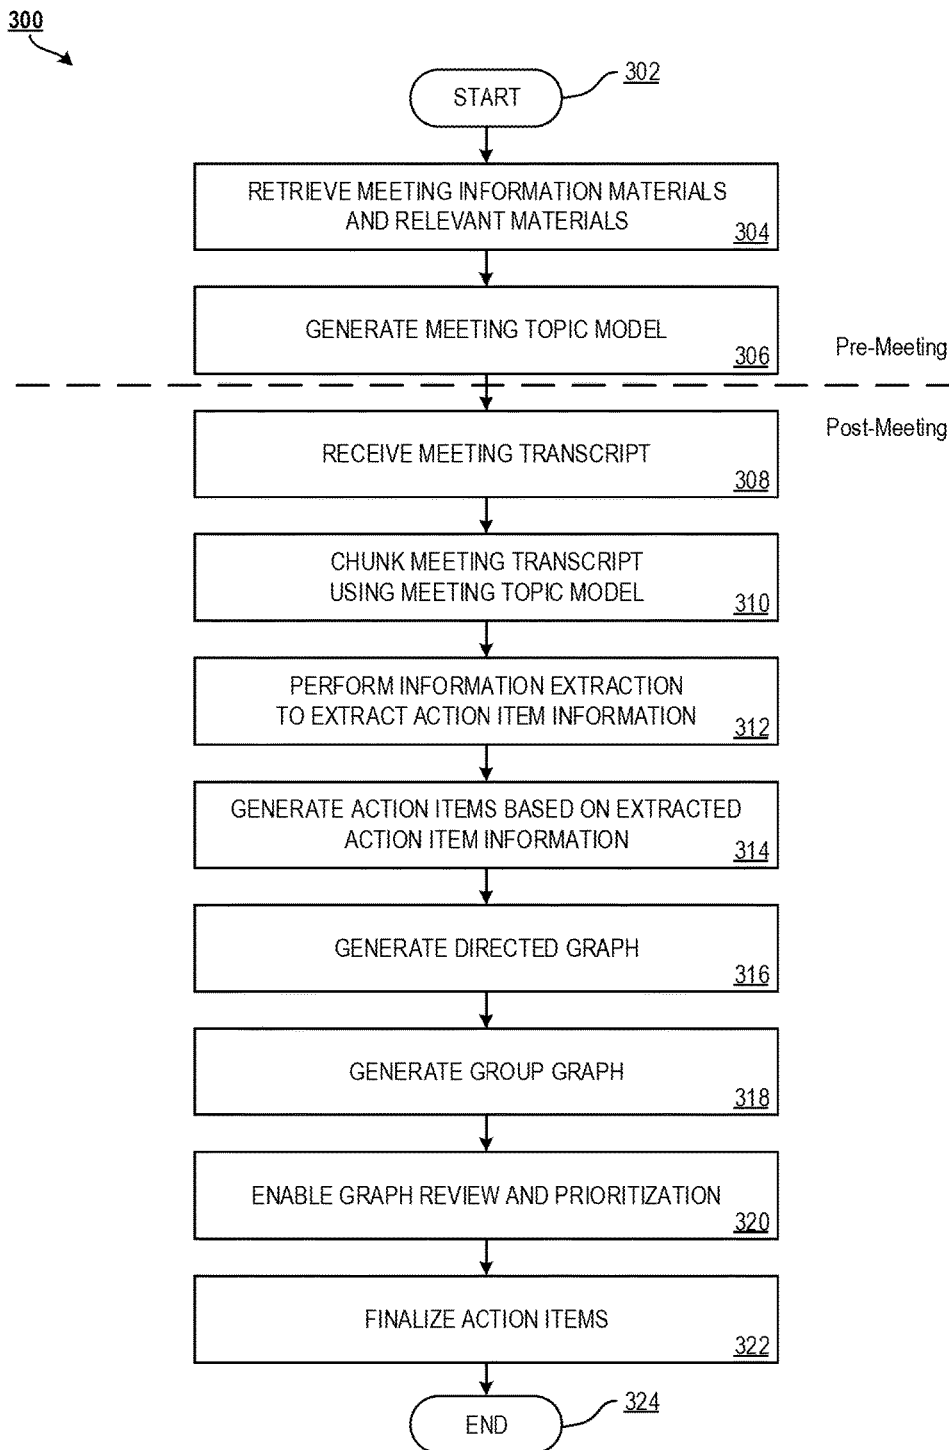 300
START
302
RETRIEVE MEETING INFORMATION MATERIALS
AND RELEVANT MATERIALS
304
GENERATE MEETING TOPIC MODEL
306
Pre-Meeting
Post-Meeting
RECEIVE MEETING TRANSCRIPT
308
CHUNK MEETING TRANSCRIPT
USING MEETING TOPIC MODEL
310
PERFORM INFORMATION EXTRACTION
TO EXTRACT ACTION ITEM INFORMATION
312
GENERATE ACTION ITEMS BASED ON EXTRACTED
ACTION ITEM INFORMATION
314
GENERATE DIRECTED GRAPH
316
GENERATE GROUP GRAPH
318
ENABLE GRAPH REVIEW AND PRIORITIZATION
320
FINALIZE ACTION ITEMS
322
END
324